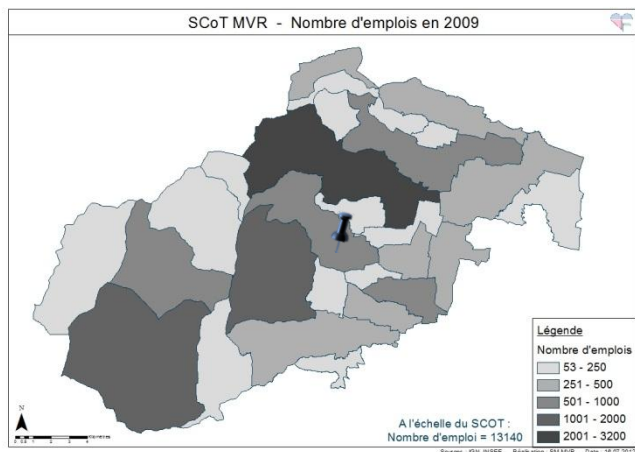 SCoT MVR - Nombre d'emplois en 2009
Légende
Nombre d'emplois
53 - 250
251 - 500
501 - 1000
1001 - 2000
2001 - 3200
N
A l'échelle du SCOT :
Nombre d'emploi = 13140